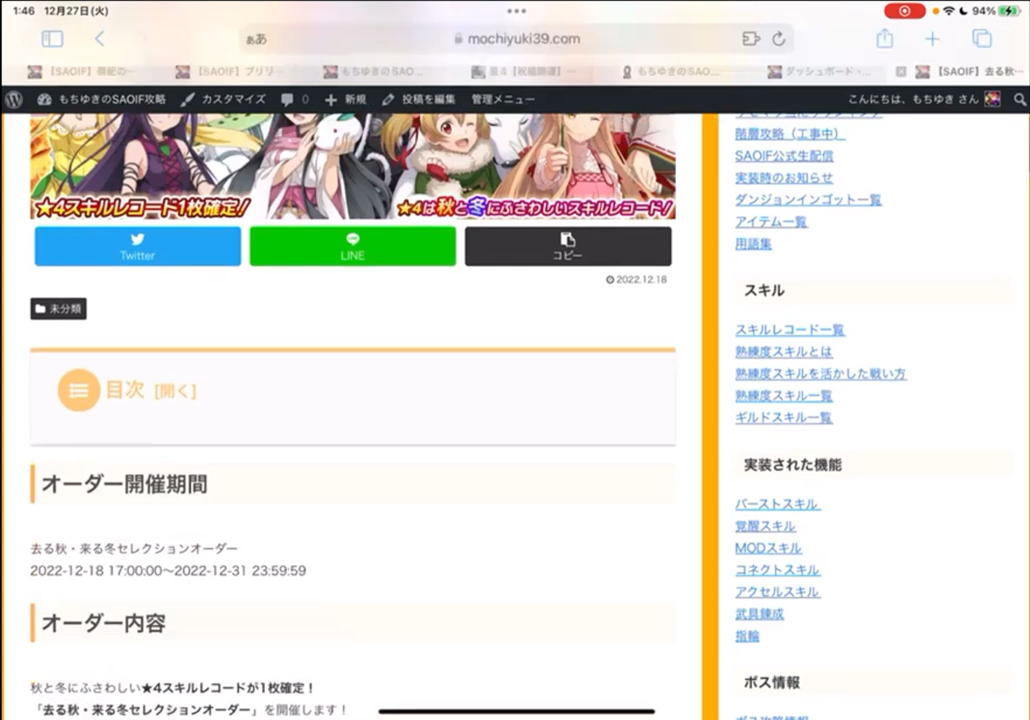 1:46 12月27日(火)
94%
ぁあ
mochiyuki39.com
もちゆきのSAO...
星4【祝福闘逗】...
もちゆきのSAO...
ダッシュボード・...
【SAOIF】去る秋...
もちゆきのSAOIF攻略
カスタマイズ
0
新規
投稿を編集
管理メニュー
こんにちは、もちゆき さん
★4スキルレコード1枚確定!
★4は秋と冬にふさわしいスキルレコード!
Twitter
LINE
コピー
2022.12.18
未分類
目次 [開く]
オーダー開催期間
去る秋・来る冬セレクションオーダー
2022-12-18 17:00:00〜2022-12-31 23:59:59
オーダー内容
秋と冬にふさわしい★4スキルレコードが1枚確定！
「去る秋・来る冬セレクションオーダー」を開催します！
階層攻略（工事中）
SAOIF公式生配信
実装時のお知らせ
ダンジョンインゴット一覧
アイテム一覧
用語集
スキル
スキルレコード一覧
熟練度スキルとは
熟練度スキルを活かした戦い方
熟練度スキル一覧
ギルドスキル一覧
実装された機能
バーストスキル
覚醒スキル
MODスキル
コネクトスキル
アクセルスキル
武具錬成
指輪
ボス情報